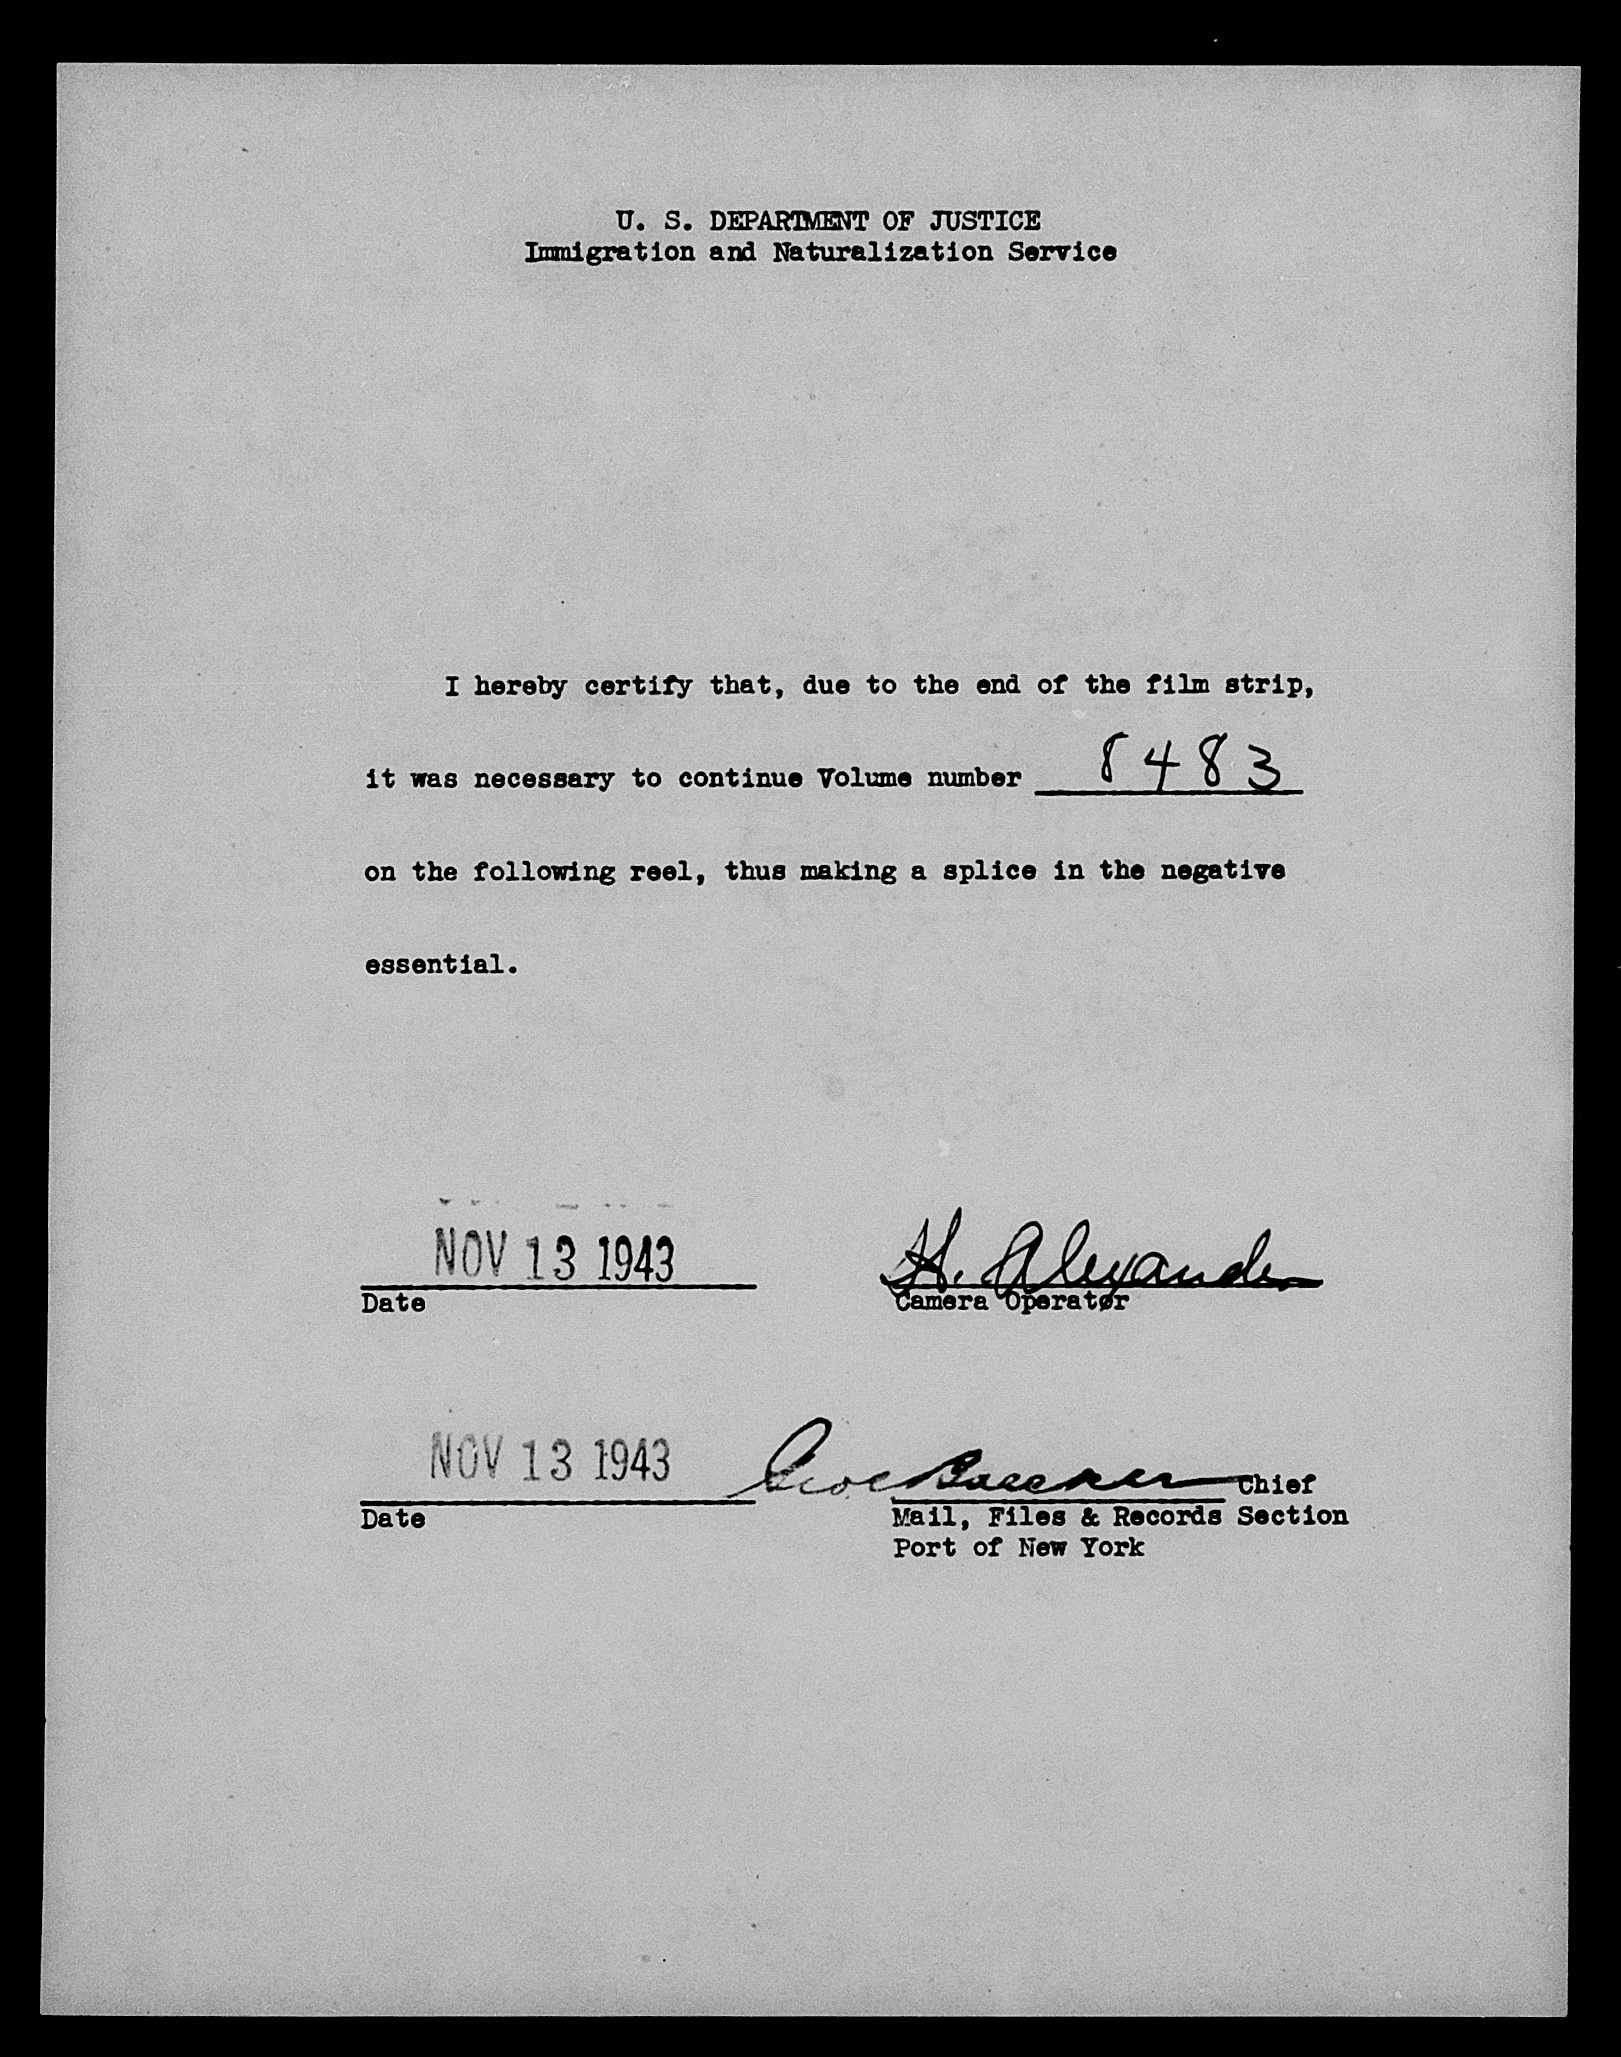 U. S. DEPARTMENT OF JUSTICE
Immigration and Naturalization Service
I hereby certify that, due to the end of the film strip,
it was necessary to continue Volume number 8483
on the following reel, thus making a splice in the negative
essential.
NOV 13 1943 H. Alexander
Date Camera Operator
NOV 13 1943 Chief
Date Mail, Files & Records Section
Port of New York